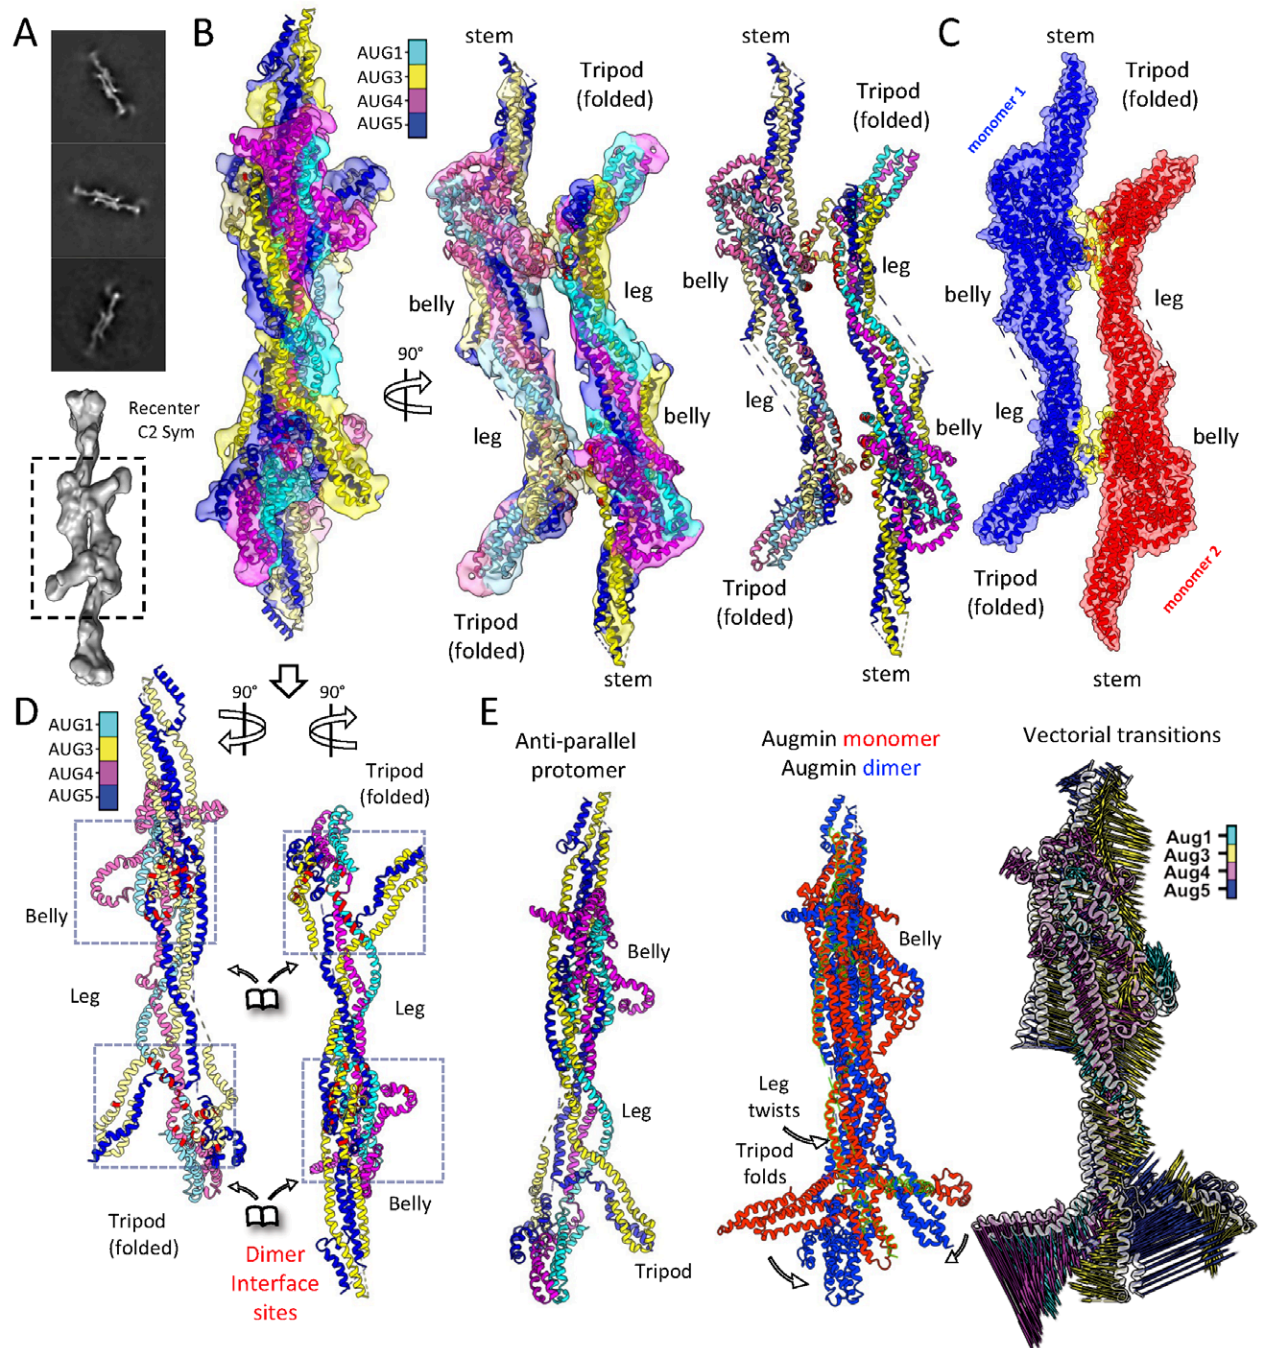 A
B
C
AUG1
AUG3
AUG4
AUG5
stem
Tripod
(folded)
belly
leg
leg
belly
Tripod
(folded)
stem
90°
Recenter
C2 Sym
stem
Tripod
(folded)
belly
leg
leg
belly
Tripod
(folded)
stem
stem
Tripod
(folded)
monomer 1
belly
leg
leg
belly
Tripod
(folded)
monomer 2
stem
D
90°
90°
AUG1
AUG3
AUG4
AUG5
Tripod
(folded)
Belly
Leg
Leg
Belly
Tripod
(folded)
Dimer
Interface
sites
E
Anti-parallel
protomer
Belly
Leg
Tripod
Augmin monomer
Augmin dimer
Belly
Leg
twists
Tripod
folds
Vectorial transitions
Aug1
Aug3
Aug4
Aug5